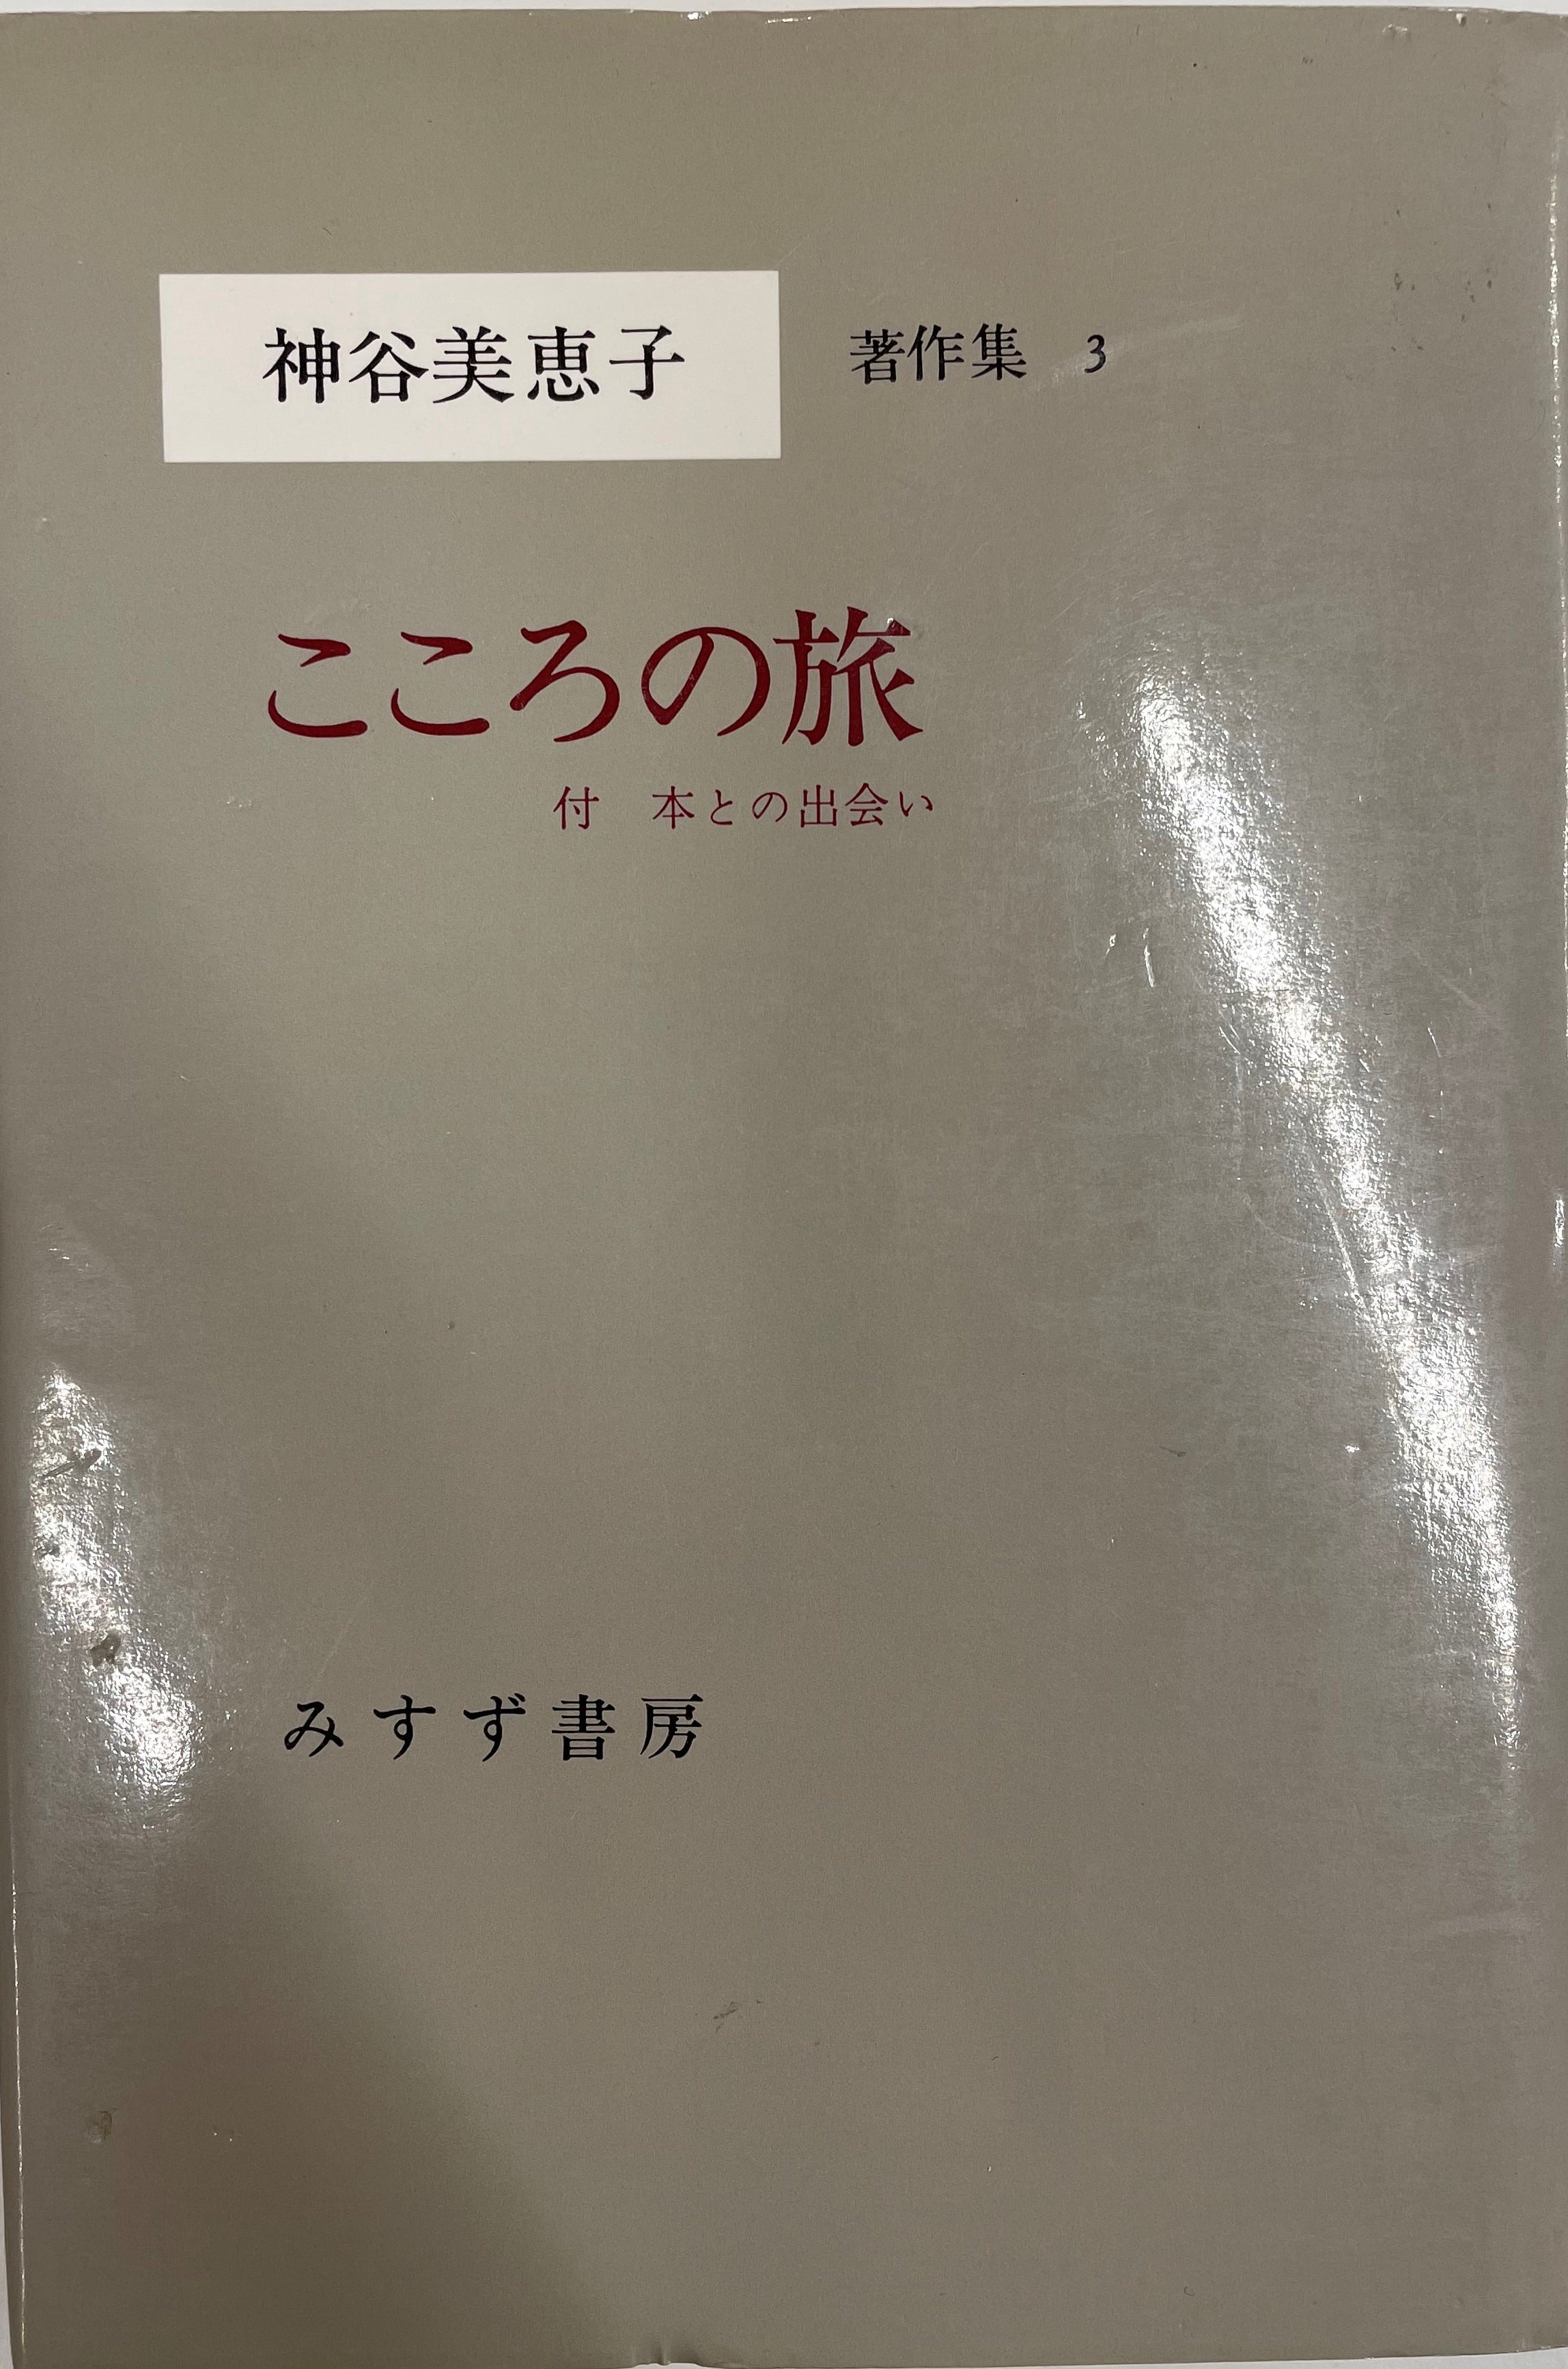 神谷美恵子 著作集 3
こころの旅
付 本との出会い
みすず書房